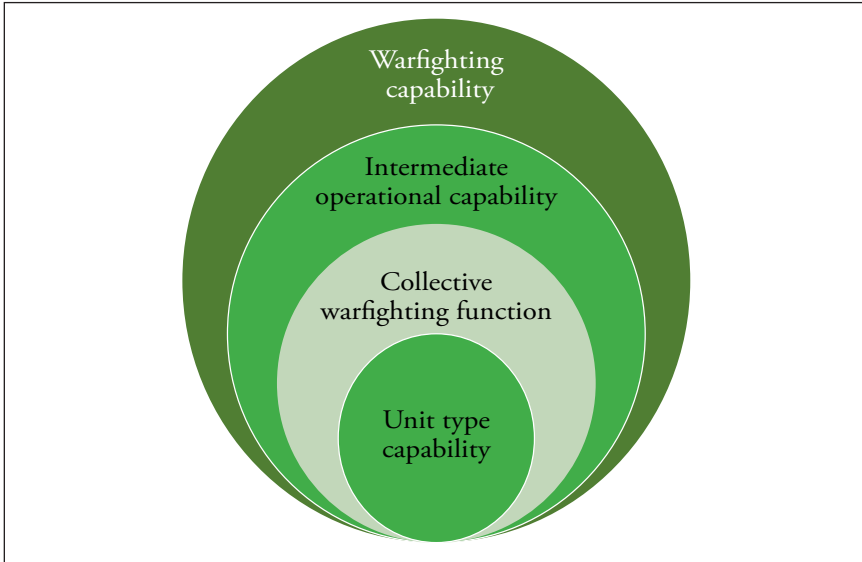 Warfighting
capability
Intermediate
operational capability
Collective
warfighting function
Unit type
capability